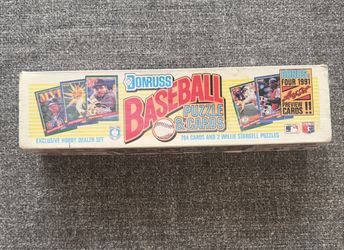 DONRUSS
BASEBALL
PUZZLE
& CARDS
EXCLUSIVE HOBBY DEALER SET
784 CARDS AND 2 WILLIE STARGELL PUZZLES
BONUS
FOUR 1991
PREVIEW
CARDS !!